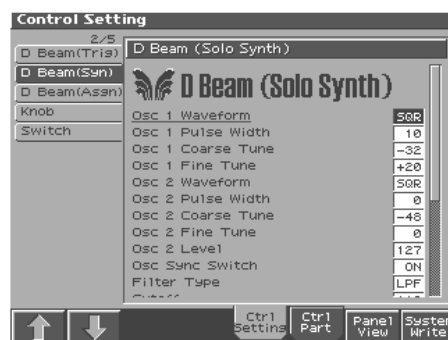 Control Setting
2/5
D Beam(Trig)
D Beam(Syn)
D Beam(Assn)
Knob
Switch
D Beam (Solo Synth)
D Beam (Solo Synth)
Osc 1 Waveform SQR
Osc 1 Pulse Width 10
Osc 1 Coarse Tune -32
Osc 1 Fine Tune +20
Osc 2 Waveform SQR
Osc 2 Pulse Width 0
Osc 2 Coarse Tune -48
Osc 2 Fine Tune 0
Osc 2 Level 127
Osc Sync Switch ON
Filter Type LPF
Ctrl Setting
Ctrl Part
Panel View
System Write